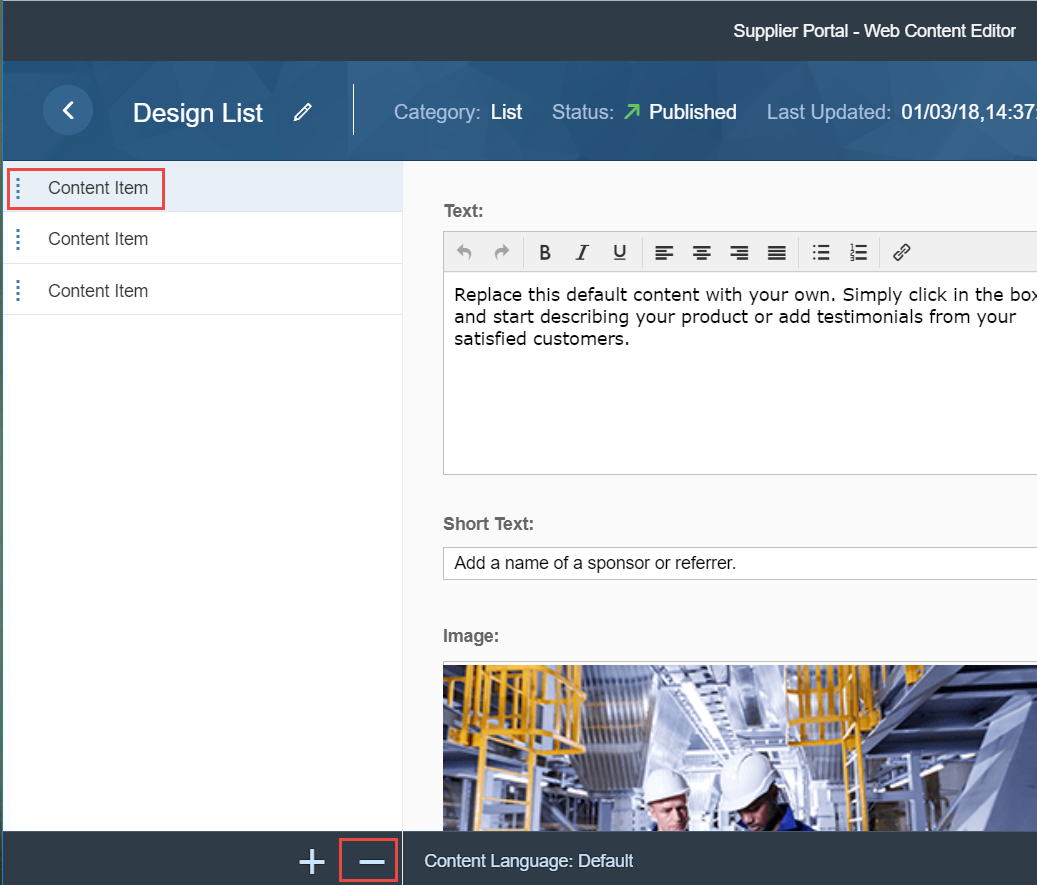 Supplier Portal - Web Content Editor
Design List
Category: List Status: Published Last Updated: 01/03/18,14:37:
Content Item
Content Item
Content Item
Text:
B I U
Replace this default content with your own. Simply click in the box
and start describing your product or add testimonials from your
satisfied customers.
Short Text:
Add a name of a sponsor or referrer.
Image:
Content Language: Default